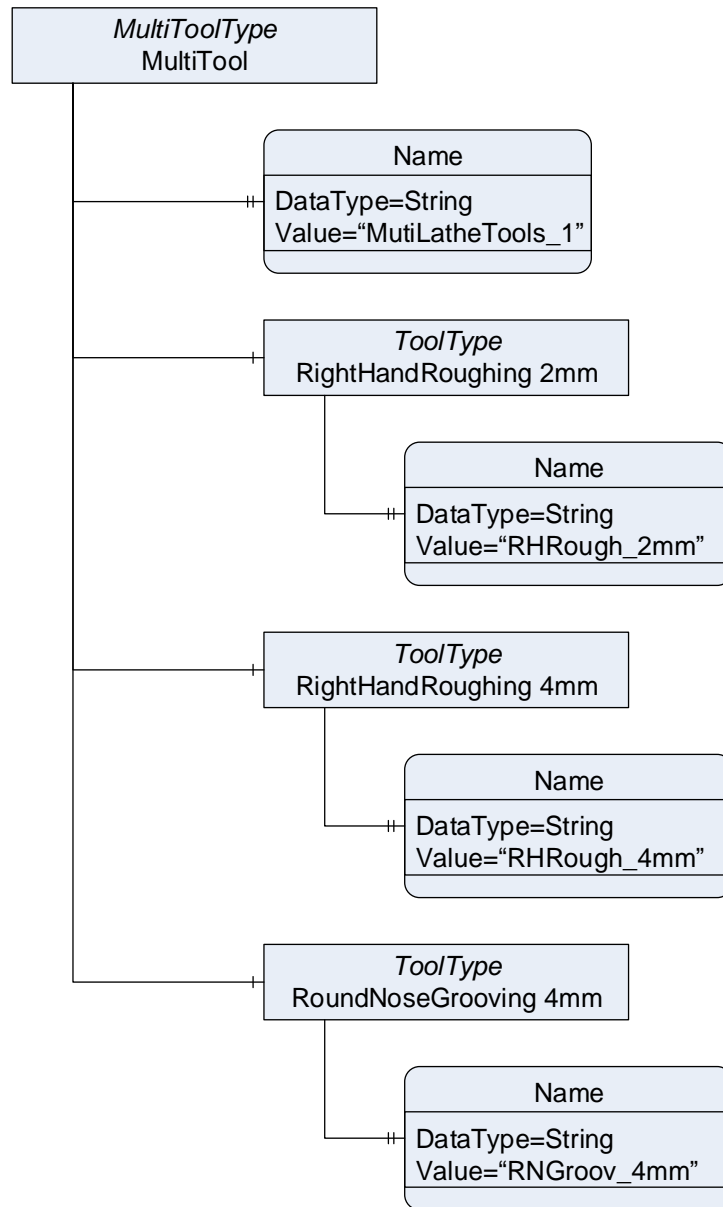 MultiToolType
MultiTool
Name
DataType=String
Value=“MutiLatheTools_1”
ToolType
RightHandRoughing 2mm
Name
DataType=String
Value=“RHRough_2mm”
ToolType
RightHandRoughing 4mm
Name
DataType=String
Value=“RHRough_4mm”
ToolType
RoundNoseGrooving 4mm
Name
DataType=String
Value=“RNGroov_4mm”